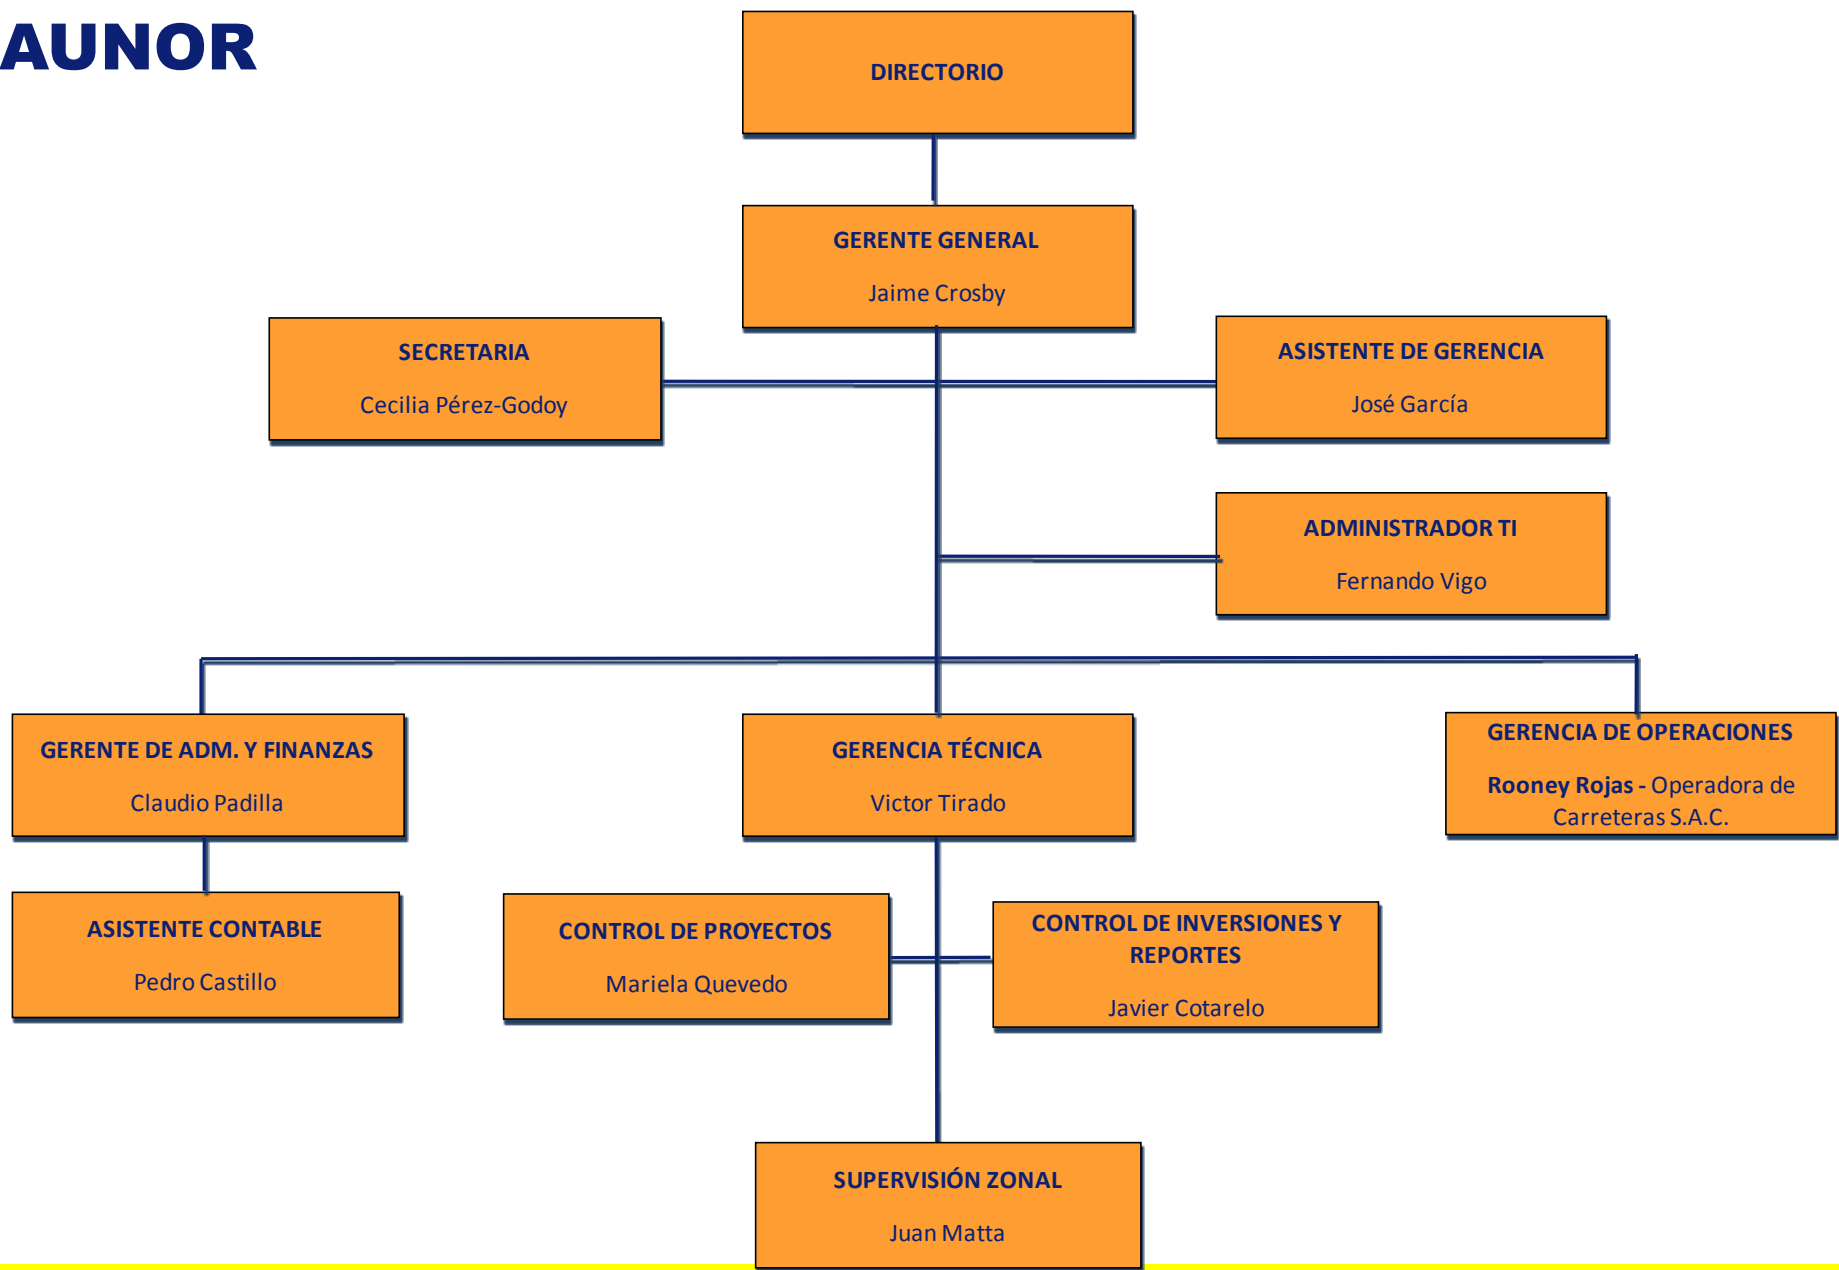 AUNOR
DIRECTORIO
GERENTE GENERAL
Jaime Crosby
SECRETARIA
Cecilia Pérez-Godoy
ASISTENTE DE GERENCIA
José García
ADMINISTRADOR TI
Fernando Vigo
GERENTE DE ADM. Y FINANZAS
Claudio Padilla
GERENCIA TÉCNICA
Victor Tirado
GERENCIA DE OPERACIONES
Rooney Rojas - Operadora de
Carreteras S.A.C.
ASISTENTE CONTABLE
Pedro Castillo
CONTROL DE PROYECTOS
Mariela Quevedo
CONTROL DE INVERSIONES Y
REPORTES
Javier Cotarelo
SUPERVISIÓN ZONAL
Juan Matta